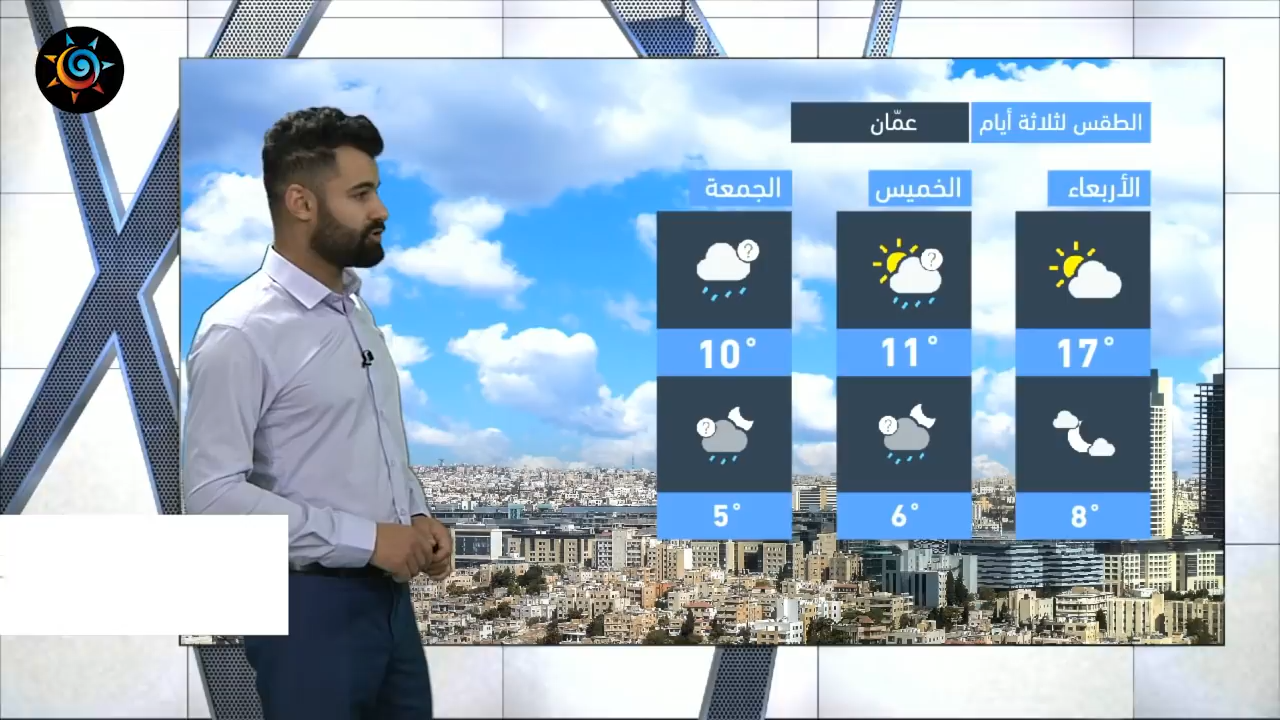 الطقس لثلاثة أيام
عمّان
الأربعاء
الخميس
الجمعة
?
?
17°
11°
10°
?
?
8°
6°
5°